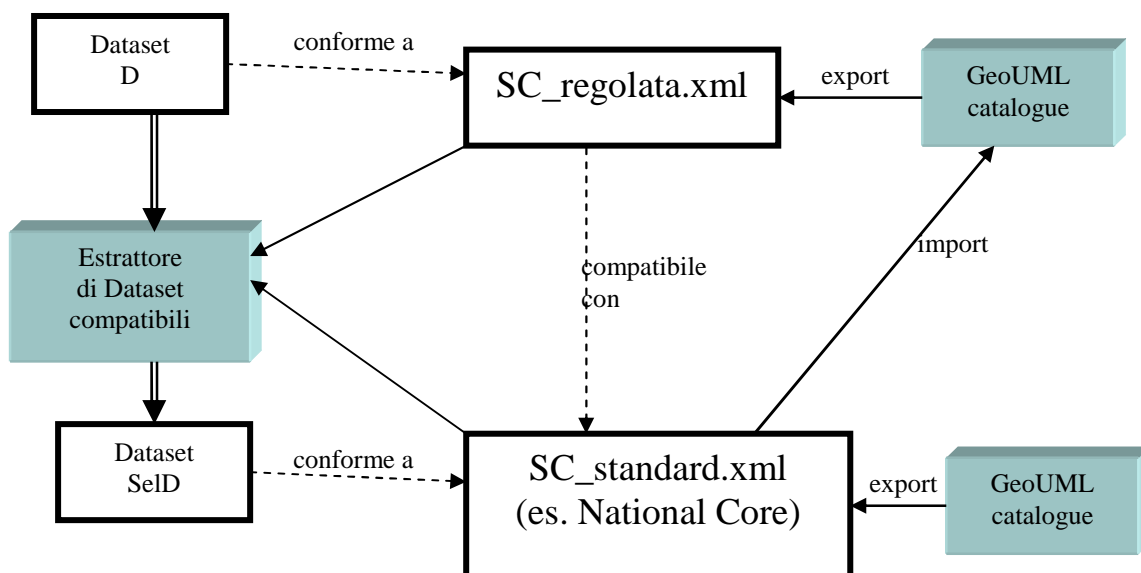 Dataset
D
conforme a
SC_regolata.xml
export
GeoUML
catalogue
Estrattore
di Dataset
compatibili
compatibile
con
import
Dataset
SelD
conforme a
SC_standard.xml
(es. National Core)
export
GeoUML
catalogue